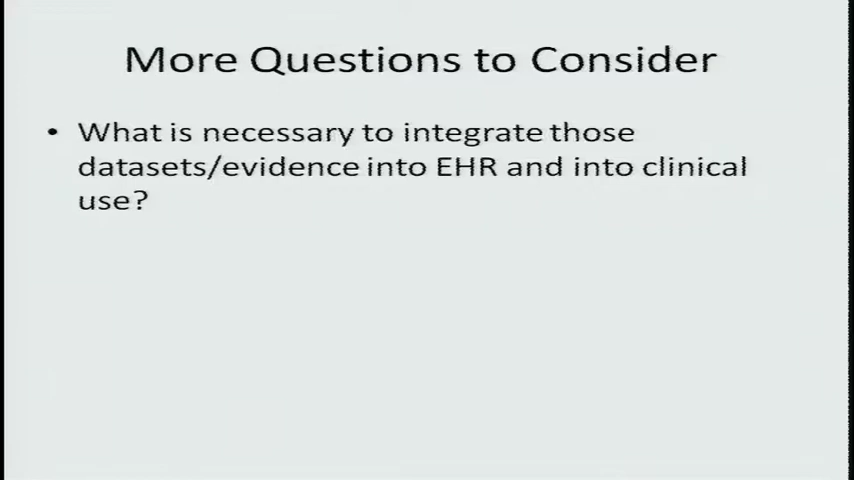 More Questions to Consider
• What is necessary to integrate those
datasets/evidence into EHR and into clinical
use?